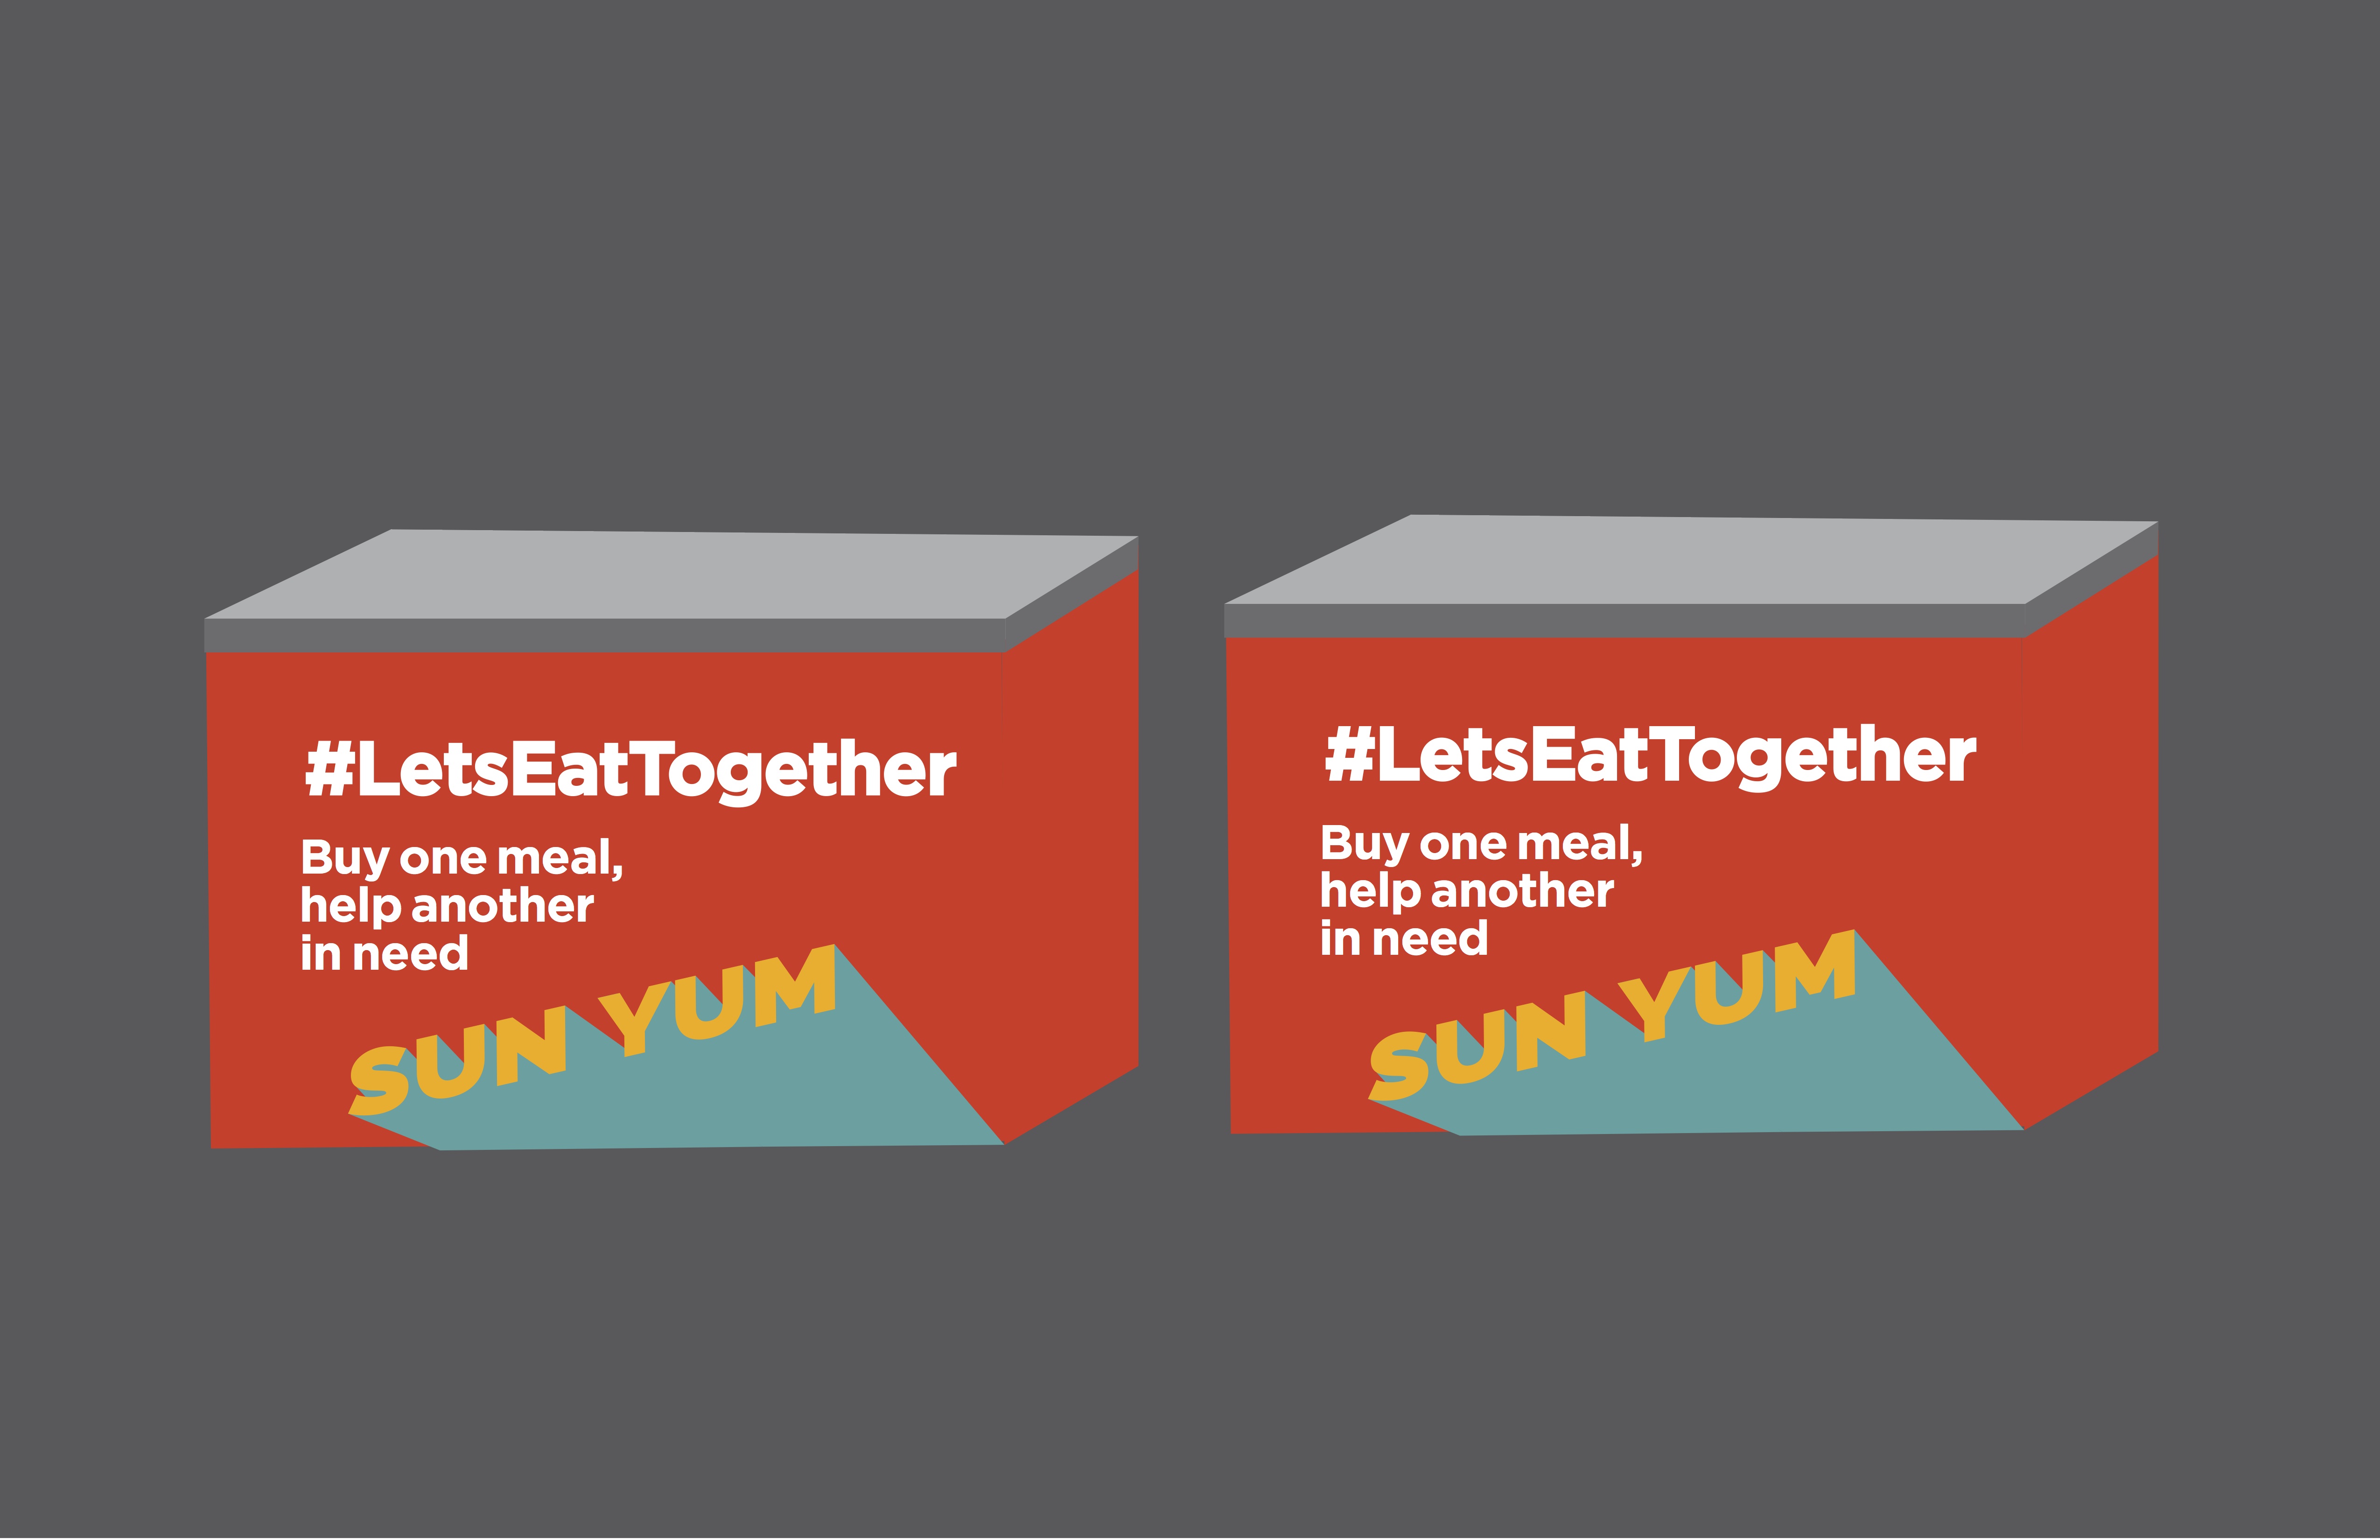 #LetsEatTogether
Buy one meal,
help another
in need
SUN YUM
#LetsEatTogether
Buy one meal,
help another
in need
SUN YUM